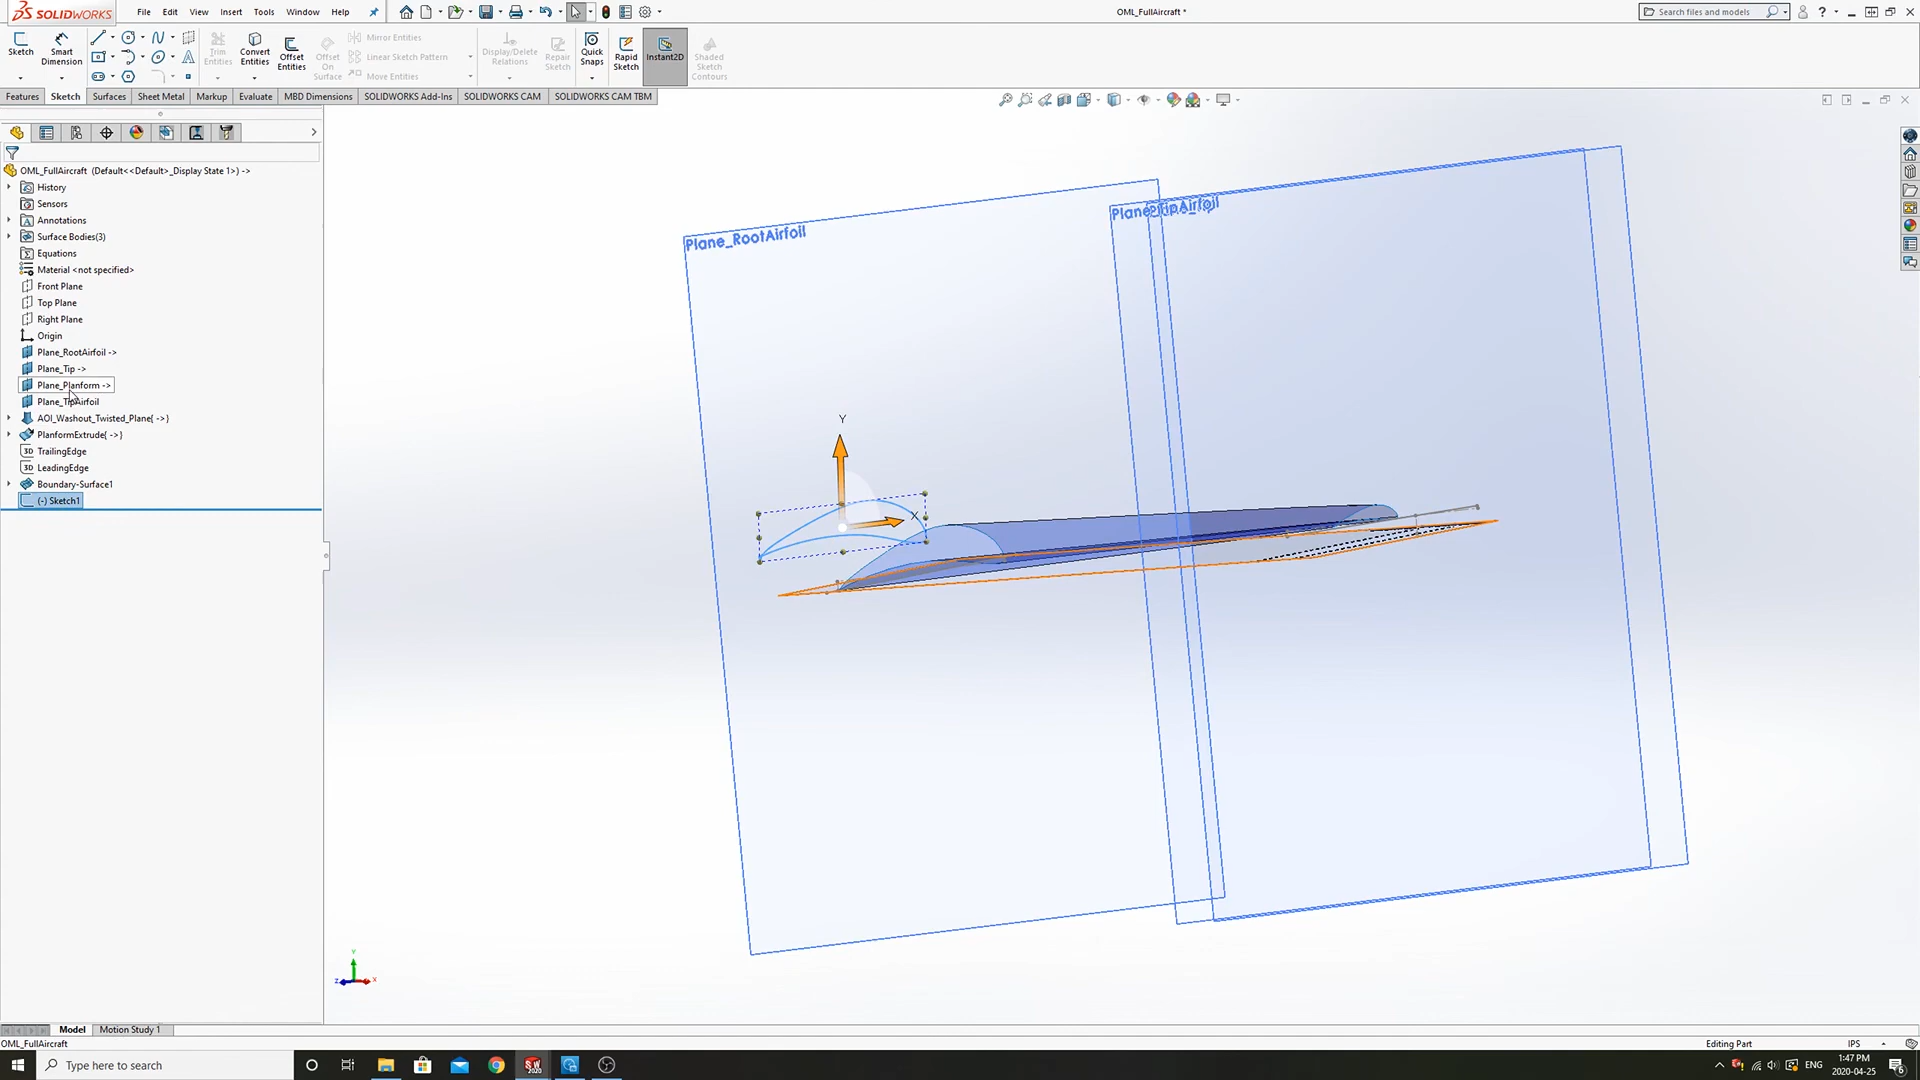 SOLIDWORKS File Edit View Insert Tools Window Help OML_FullAircraft * Search files and models
Sketch Smart Dimension Trim Entities Convert Entities Offset Entities Offset On Surface Mirror Entities Linear Sketch Pattern Move Entities Display/Delete Relations Repair Sketch Quick Snaps Rapid Sketch Instant2D Shaded Sketch Contours
Features Sketch Surfaces Sheet Metal Markup Evaluate MBD Dimensions SOLIDWORKS Add-Ins SOLIDWORKS CAM SOLIDWORKS CAM TBM
OML_FullAircraft (Default<<Default>_Display State 1>) ->
History
Sensors
Annotations
Surface Bodies(3)
Equations
Material <not specified>
Front Plane
Top Plane
Right Plane
Origin
Plane_RootAirfoil ->
Plane_Tip ->
Plane_Planform ->
Plane_TipAirfoil
AOI_Washout_Twisted_Plane{ ->}
PlanformExtrude{ ->}
3D TrailingEdge
3D LeadingEdge
Boundary-Surface1
(-) Sketch1
Plane_RootAirfoil
Plane_TipAirfoil
Y
X
Y
Z X
Model Motion Study 1
OML_FullAircraft Editing Part IPS
Type here to search
SW 2020
ENG
1:47 PM
2020-04-25
6